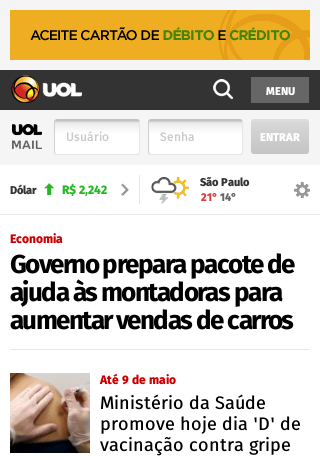 ACEITE CARTÃO DE DÉBITO E CRÉDITO
UOL
MENU
UOL
MAIL
Usuário
Senha
ENTRAR
Dólar
R$ 2,242
São Paulo
21° 14°
Economia
Governo prepara pacote de
ajuda às montadoras para
aumentar vendas de carros
Até 9 de maio
Ministério da Saúde
promove hoje dia 'D' de
vacinação contra gripe